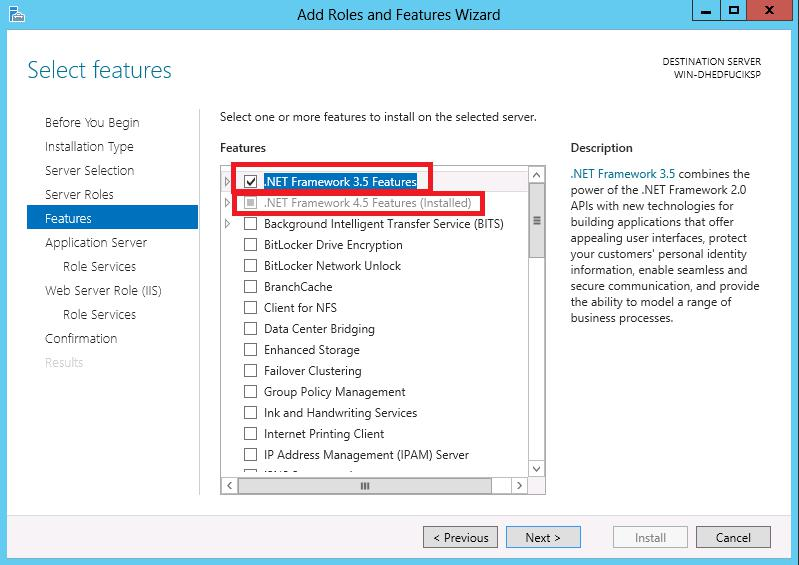 Add Roles and Features Wizard
Select features
DESTINATION SERVER
WIN-DHEDFUCIKSP
Before You Begin
Installation Type
Server Selection
Server Roles
Features
Application Server
Role Services
Web Server Role (IIS)
Role Services
Confirmation
Results
Select one or more features to install on the selected server.
Features
.NET Framework 3.5 Features
.NET Framework 4.5 Features (Installed)
Background Intelligent Transfer Service (BITS)
BitLocker Drive Encryption
BitLocker Network Unlock
BranchCache
Client for NFS
Data Center Bridging
Enhanced Storage
Failover Clustering
Group Policy Management
Ink and Handwriting Services
Internet Printing Client
IP Address Management (IPAM) Server
Description
.NET Framework 3.5 combines the
power of the .NET Framework 2.0
APIs with new technologies for
building applications that offer
appealing user interfaces, protect
your customers' personal identity
information, enable seamless and
secure communication, and provide
the ability to model a range of
business processes.
< Previous
Next >
Install
Cancel